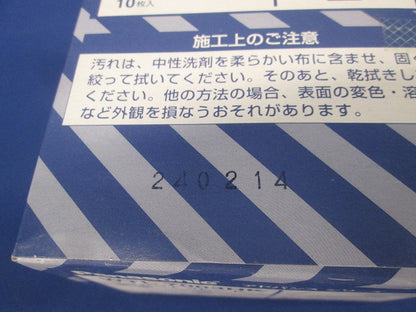 10枚入
施工上のご注意
汚れは、中性洗剤を柔らかい布に含ませ、固く
絞って拭いてください。そのあと、乾拭きし
ください。他の方法の場合、表面の変色・溶
など外観を損なうおそれがあります。
240214
Panasonic